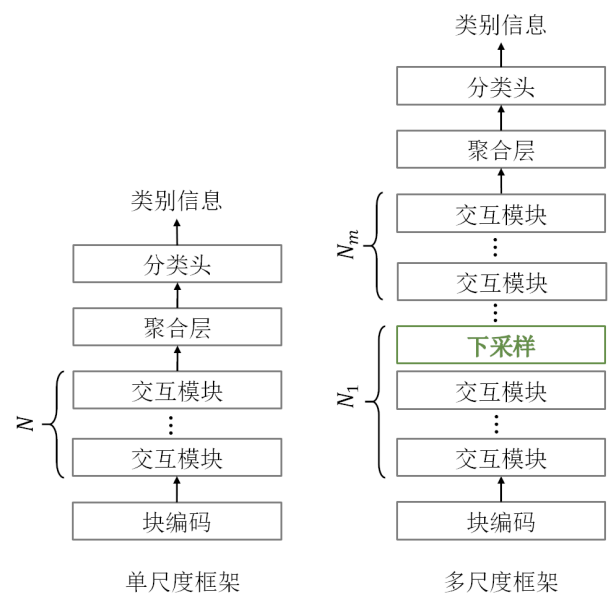 类别信息
分类头
聚合层
交互模块
⋮
交互模块
N
块编码
单尺度框架
类别信息
分类头
聚合层
交互模块
⋮
交互模块
N_m
⋮
下采样
交互模块
⋮
交互模块
N_1
块编码
多尺度框架